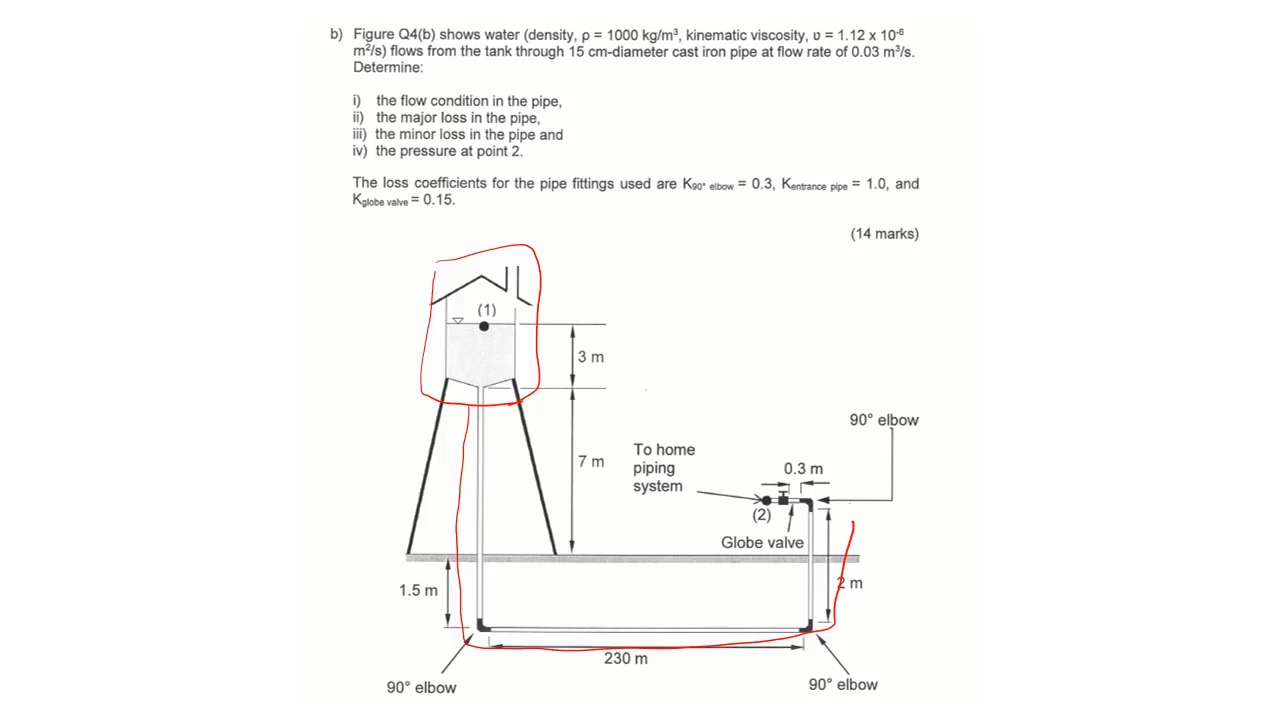 b) Figure Q4(b) shows water (density, ρ = 1000 kg/m³, kinematic viscosity, υ = 1.12 x 10⁻⁶
m²/s) flows from the tank through 15 cm-diameter cast iron pipe at flow rate of 0.03 m³/s.
Determine:
i) the flow condition in the pipe,
ii) the major loss in the pipe,
iii) the minor loss in the pipe and
iv) the pressure at point 2.
The loss coefficients for the pipe fittings used are K90° elbow = 0.3, Kentrance pipe = 1.0, and
Kglobe valve = 0.15.
(14 marks)
(1)
3 m
90° elbow
To home
piping
system
7 m
0.3 m
(2)
Globe valve
1.5 m
2 m
230 m
90° elbow
90° elbow